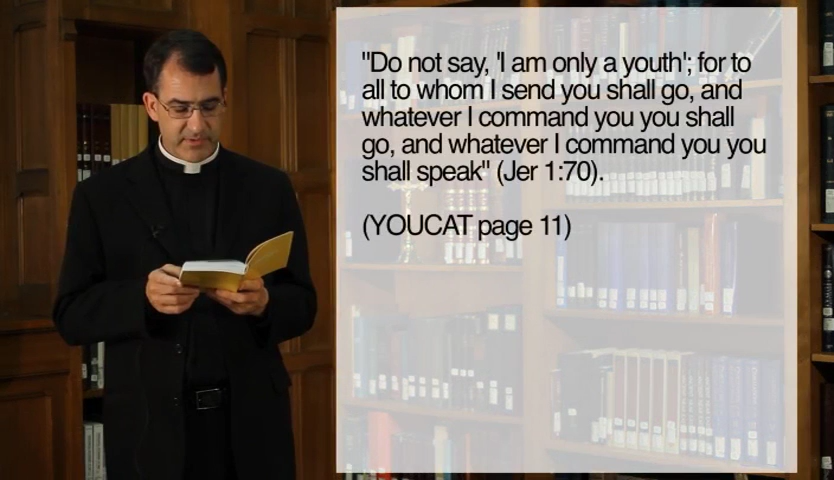 "Do not say, 'I am only a youth'; for to
all to whom I send you shall go, and
whatever I command you you shall
go, and whatever I command you you
shall speak" (Jer 1:70).
(YOUCAT page 11)